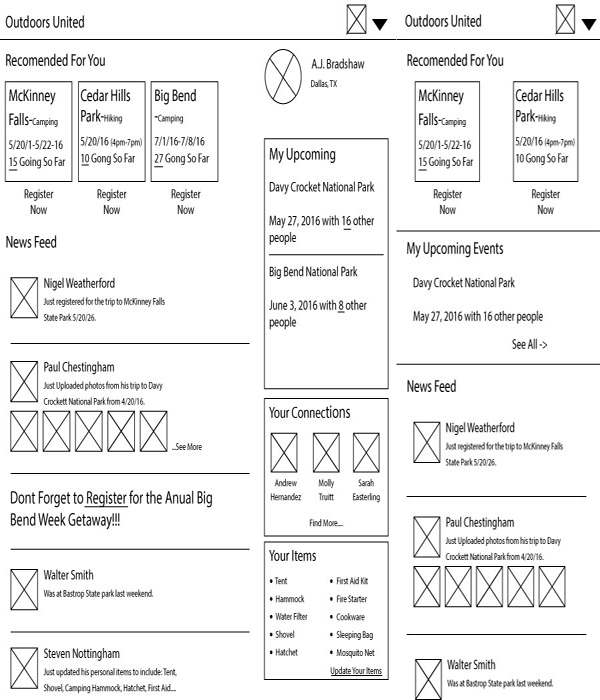 Outdoors United
Recomended For You
McKinney
Falls-Camping
5/20/1-5/22-16
15 Going So Far
Register
Now
Cedar Hills
Park-Hiking
5/20/16 (4pm-7pm)
10 Going So Far
Register
Now
Big Bend
-Camping
7/1/16-7/8/16
27 Going So Far
Register
Now
News Feed
Nigel Weatherford
Just registered for the trip to McKinney Falls
State Park 5/20/26.
Paul Chestingham
Just Uploaded photos from his trip to Davy
Crockett National Park from 4/20/16.
...See More
Dont Forget to Register for the Anual Big
Bend Week Getaway!!!
Walter Smith
Was at Bastrop State park last weekend.
Steven Nottingham
Just updated his personal items to include: Tent,
Shovel, Camping Hammock, Hatchet, First Aid...
A.J. Bradshaw
Dallas, TX
My Upcoming
Davy Crocket National Park
May 27, 2016 with 16 other
people
Big Bend National Park
June 3, 2016 with 8 other
people
Your Connections
Andrew
Hernandez
Molly
Truitt
Sarah
Easterling
Find More....
Your Items
• Tent
• Hammock
• Water Filter
• Shovel
• Hatchet
• First Aid Kit
• Fire Starter
• Cookware
• Sleeping Bag
• Mosquito Net
Update Your Items
Outdoors United
Recomended For You
McKinney
Falls-Camping
5/20/1-5/22-16
15 Going So Far
Register
Now
Cedar Hills
Park-Hiking
5/20/16 (4pm-7pm)
10 Going So Far
Register
Now
My Upcoming Events
Davy Crocket National Park
May 27, 2016 with 16 other people
See All ->
News Feed
Nigel Weatherford
Just registered for the trip to McKinney Falls
State Park 5/20/26.
Paul Chestingham
Just Uploaded photos from his trip to Davy
Crockett National Park from 4/20/16.
Walter Smith
Was at Bastrop State park last weekend.